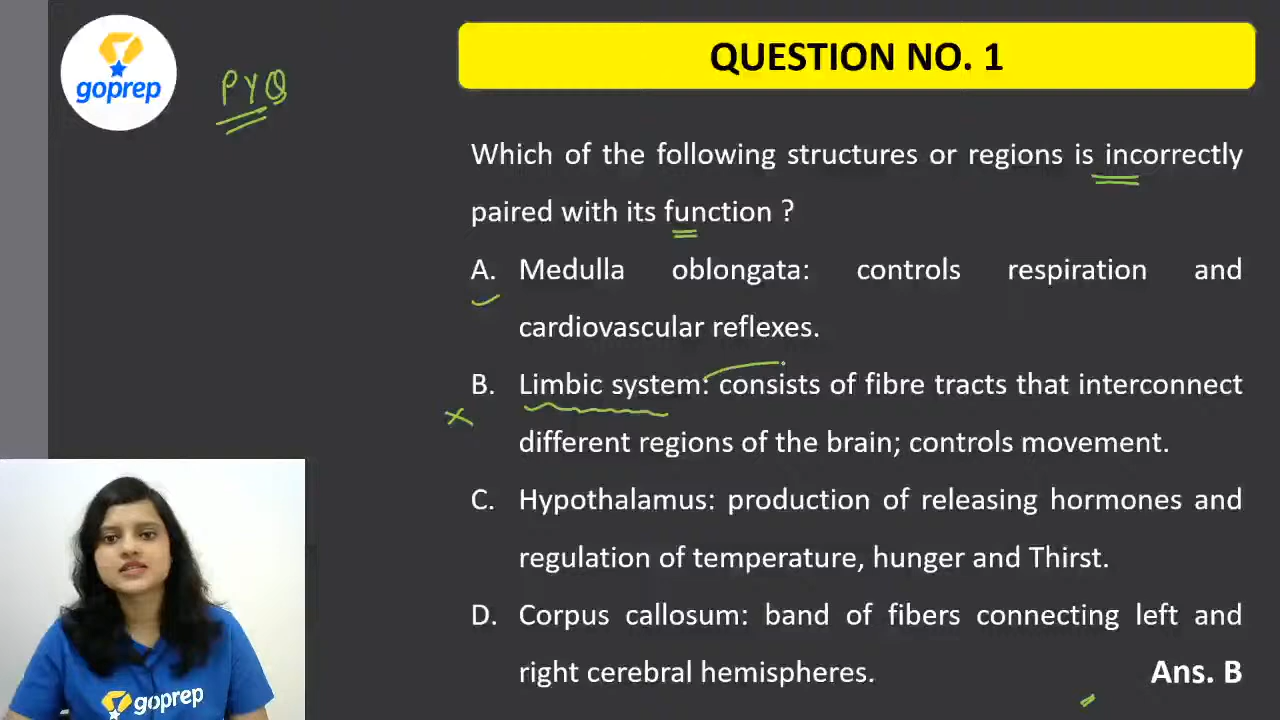 goprep
PYQ
QUESTION NO. 1
Which of the following structures or regions is incorrectly
paired with its function ?
A. Medulla oblongata: controls respiration and
cardiovascular reflexes.
B. Limbic system: consists of fibre tracts that interconnect
different regions of the brain; controls movement.
C. Hypothalamus: production of releasing hormones and
regulation of temperature, hunger and Thirst.
D. Corpus callosum: band of fibers connecting left and
right cerebral hemispheres.
Ans. B
goprep